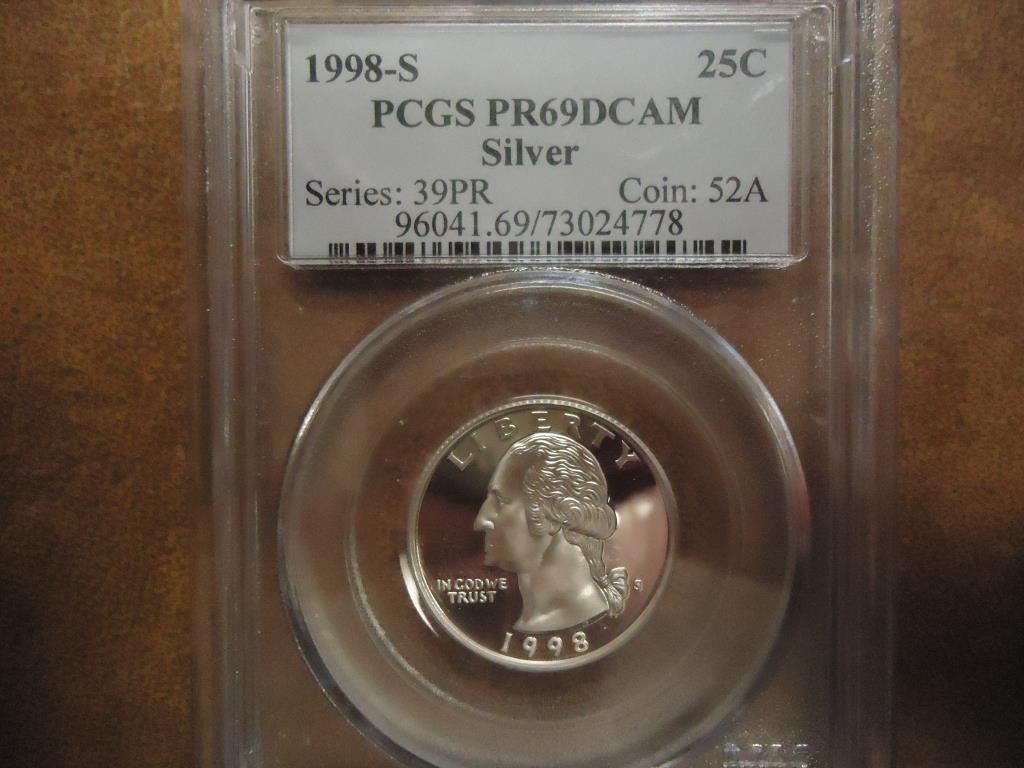 1998-S 25C
PCGS PR69DCAM
Silver
Series: 39PR Coin: 52A
96041.69/73024778
LIBERTY
IN GOD WE
TRUST
S
1998